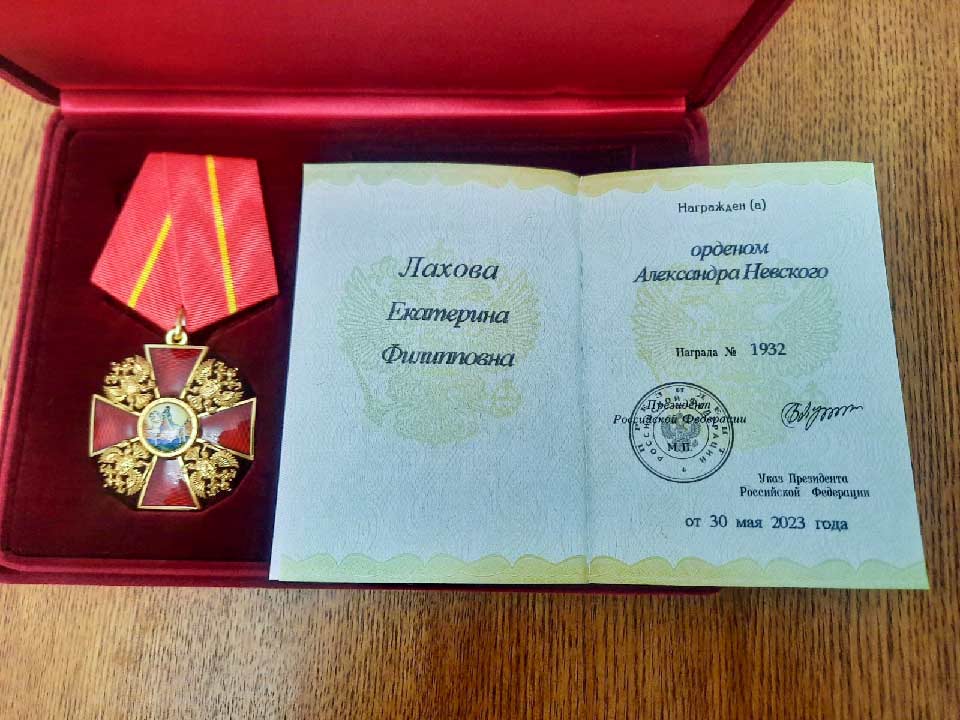 Лахова
Екатерина
Филипповна
Награжден (а)
орденом
Александра Невского
Награда № 1932
Президент
Российской Федерации
М.П.
Указ Президента
Российской Федерации
от 30 мая 2023 года